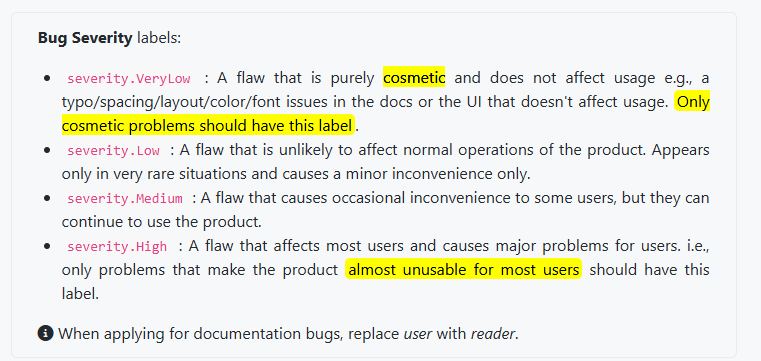 Bug Severity labels:
severity.VeryLow : A flaw that is purely cosmetic and does not affect usage e.g., a
typo/spacing/layout/color/font issues in the docs or the UI that doesn't affect usage. Only
cosmetic problems should have this label.
severity.Low : A flaw that is unlikely to affect normal operations of the product. Appears
only in very rare situations and causes a minor inconvenience only.
severity.Medium : A flaw that causes occasional inconvenience to some users, but they can
continue to use the product.
severity.High : A flaw that affects most users and causes major problems for users. i.e.,
only problems that make the product almost unusable for most users should have this
label.
When applying for documentation bugs, replace user with reader.